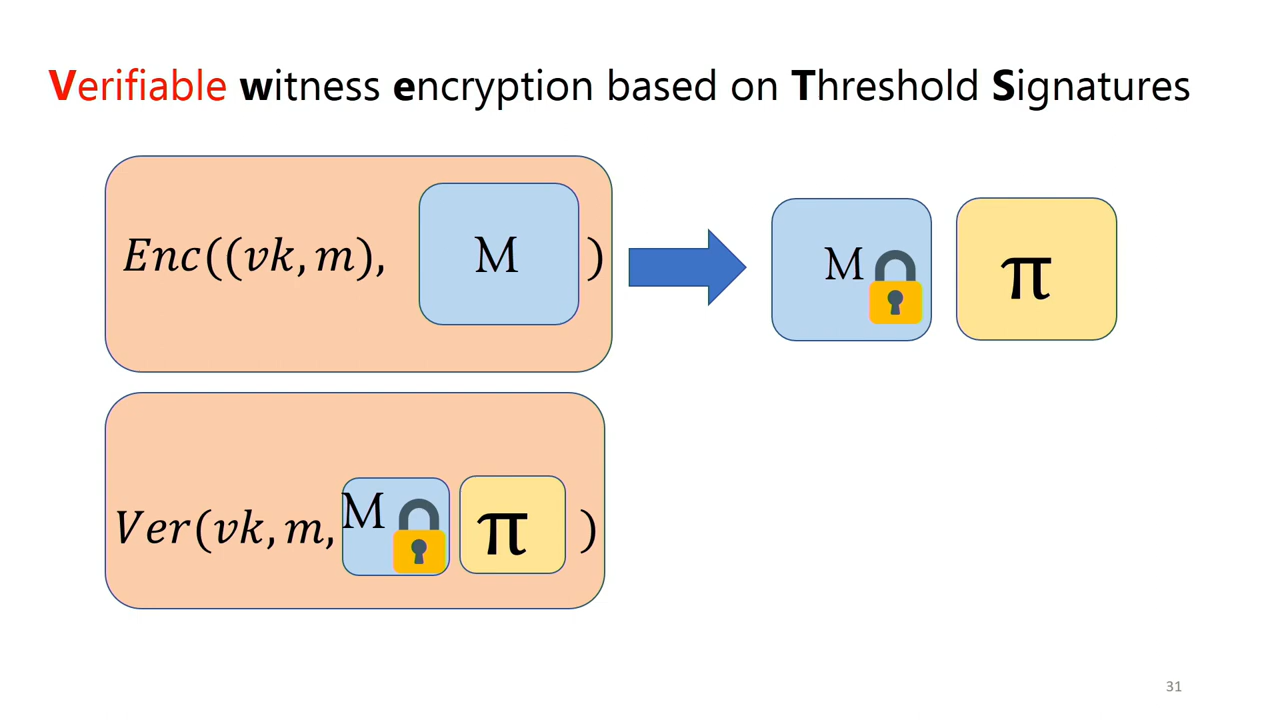 Verifiable witness encryption based on Threshold Signatures
Enc((vk, m), M )
M π
Ver(vk, m, M π )
31